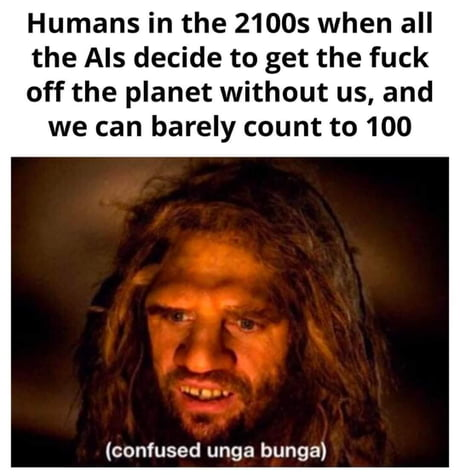 Humans in the 2100s when all
the AIs decide to get the fuck
off the planet without us, and
we can barely count to 100
(confused unga bunga)